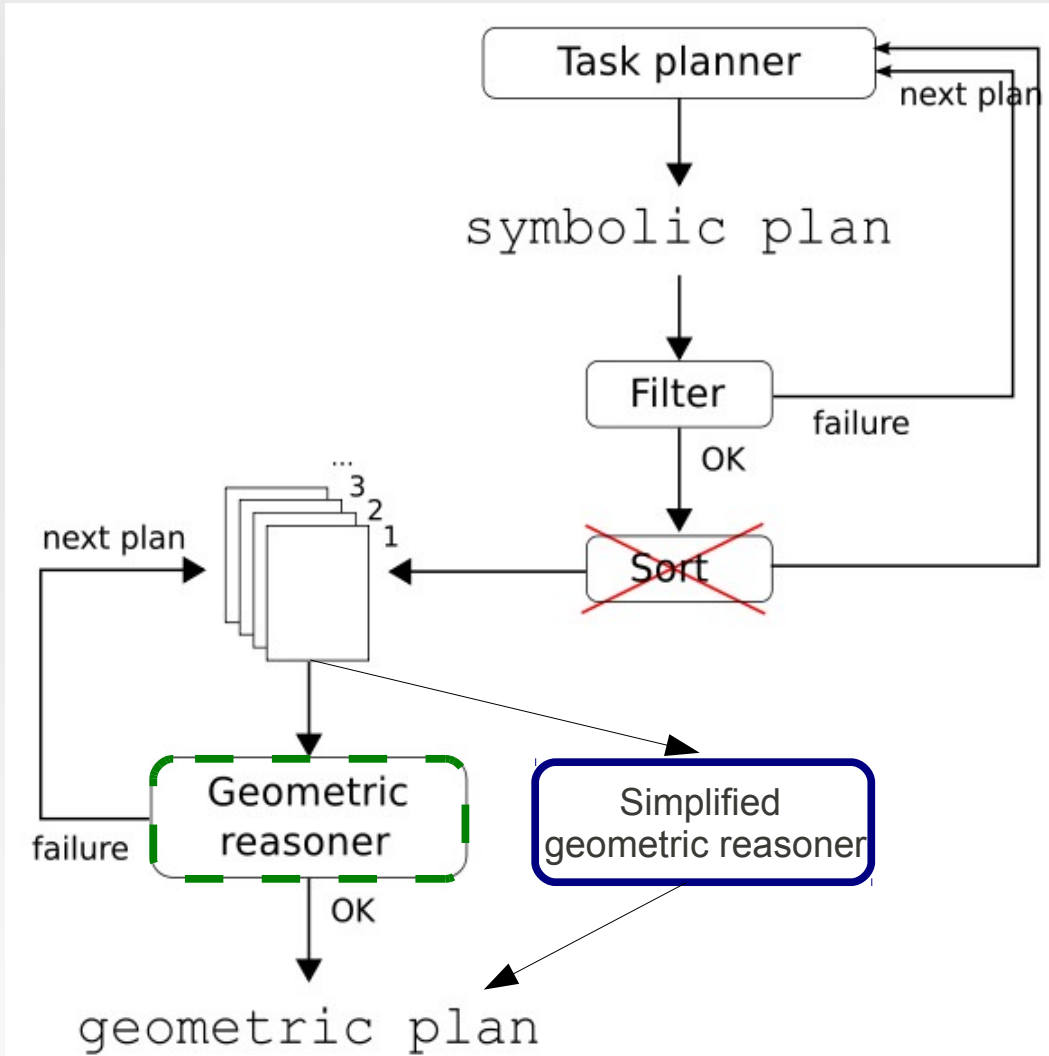 Task planner
next plan
symbolic plan
Filter
failure
OK
...
3
2
1
next plan
Sort
Geometric
reasoner
Simplified
geometric reasoner
failure
OK
geometric plan